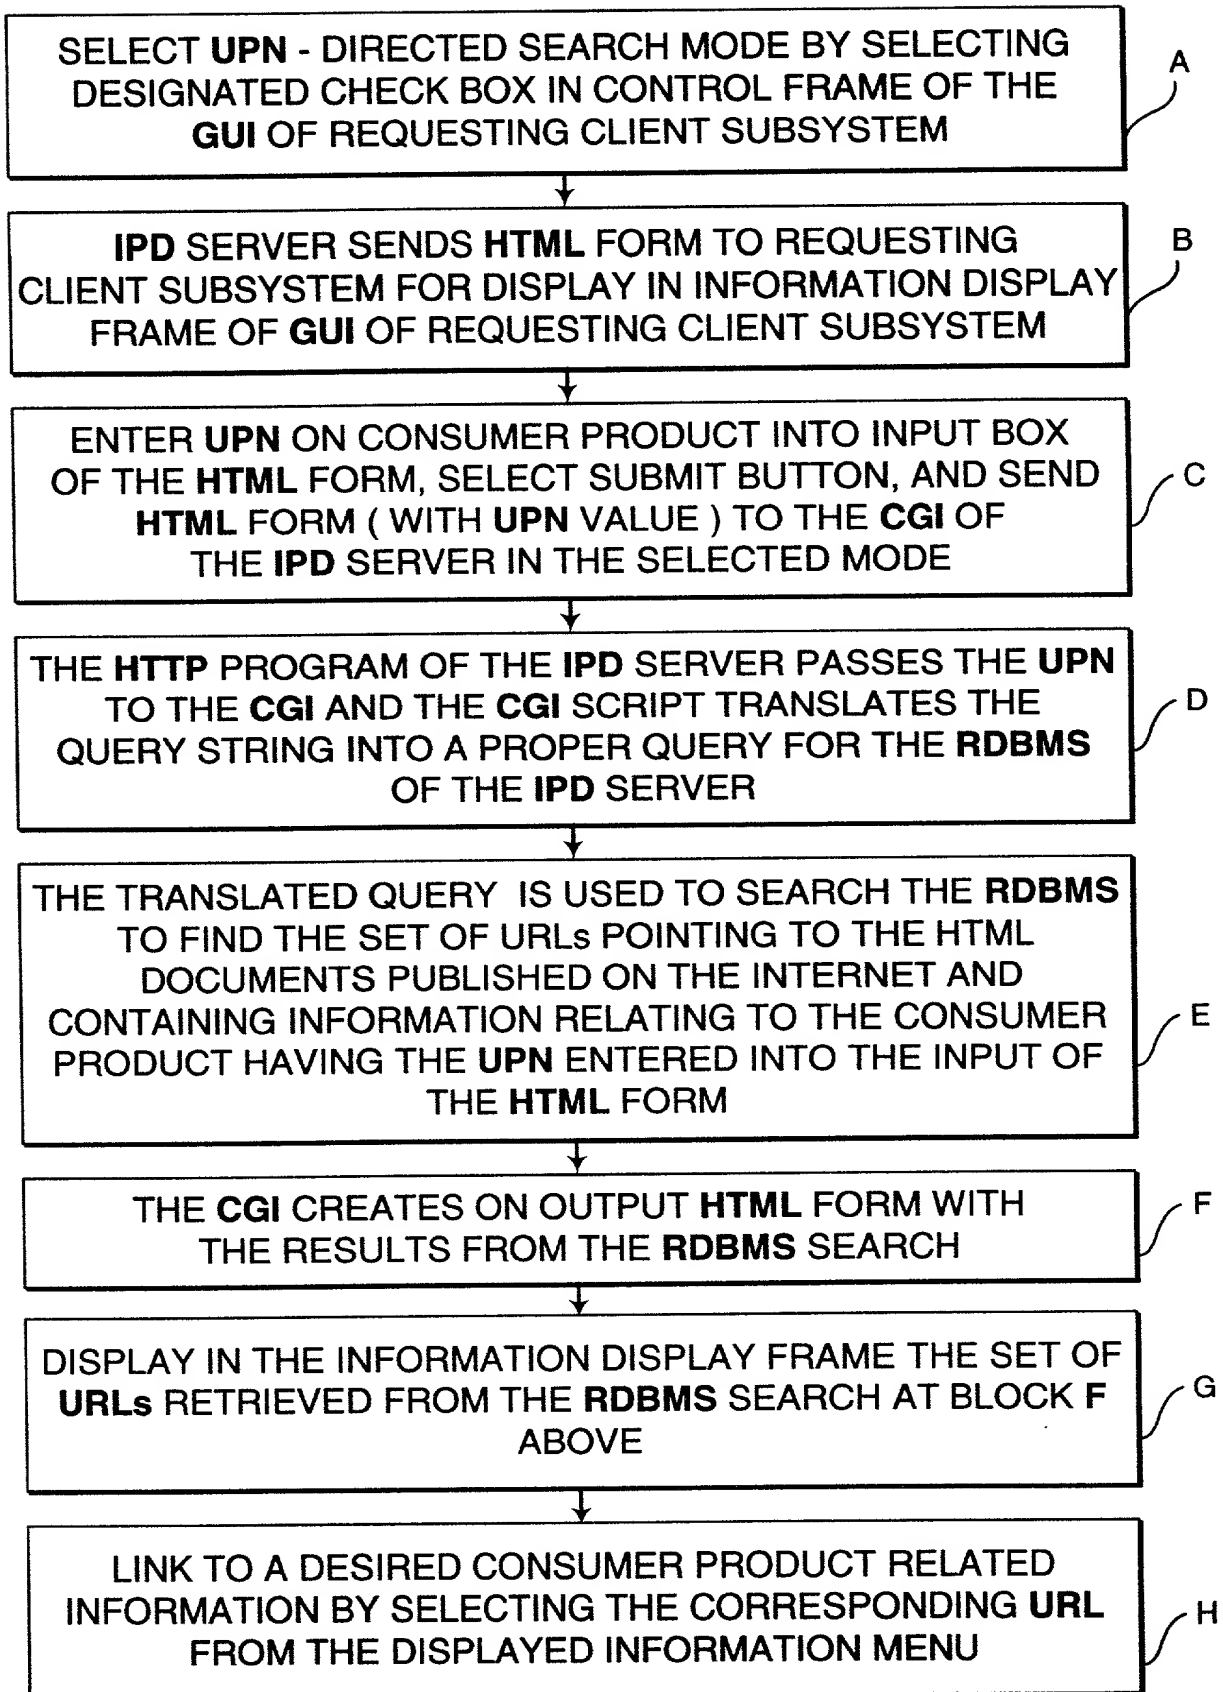 SELECT UPN - DIRECTED SEARCH MODE BY SELECTING
DESIGNATED CHECK BOX IN CONTROL FRAME OF THE
GUI OF REQUESTING CLIENT SUBSYSTEM
A
IPD SERVER SENDS HTML FORM TO REQUESTING
CLIENT SUBSYSTEM FOR DISPLAY IN INFORMATION DISPLAY
FRAME OF GUI OF REQUESTING CLIENT SUBSYSTEM
B
ENTER UPN ON CONSUMER PRODUCT INTO INPUT BOX
OF THE HTML FORM, SELECT SUBMIT BUTTON, AND SEND
HTML FORM ( WITH UPN VALUE ) TO THE CGI OF
THE IPD SERVER IN THE SELECTED MODE
C
THE HTTP PROGRAM OF THE IPD SERVER PASSES THE UPN
TO THE CGI AND THE CGI SCRIPT TRANSLATES THE
QUERY STRING INTO A PROPER QUERY FOR THE RDBMS
OF THE IPD SERVER
D
THE TRANSLATED QUERY IS USED TO SEARCH THE RDBMS
TO FIND THE SET OF URLs POINTING TO THE HTML
DOCUMENTS PUBLISHED ON THE INTERNET AND
CONTAINING INFORMATION RELATING TO THE CONSUMER
PRODUCT HAVING THE UPN ENTERED INTO THE INPUT OF
THE HTML FORM
E
THE CGI CREATES ON OUTPUT HTML FORM WITH
THE RESULTS FROM THE RDBMS SEARCH
F
DISPLAY IN THE INFORMATION DISPLAY FRAME THE SET OF
URLs RETRIEVED FROM THE RDBMS SEARCH AT BLOCK F
ABOVE
G
LINK TO A DESIRED CONSUMER PRODUCT RELATED
INFORMATION BY SELECTING THE CORRESPONDING URL
FROM THE DISPLAYED INFORMATION MENU
H